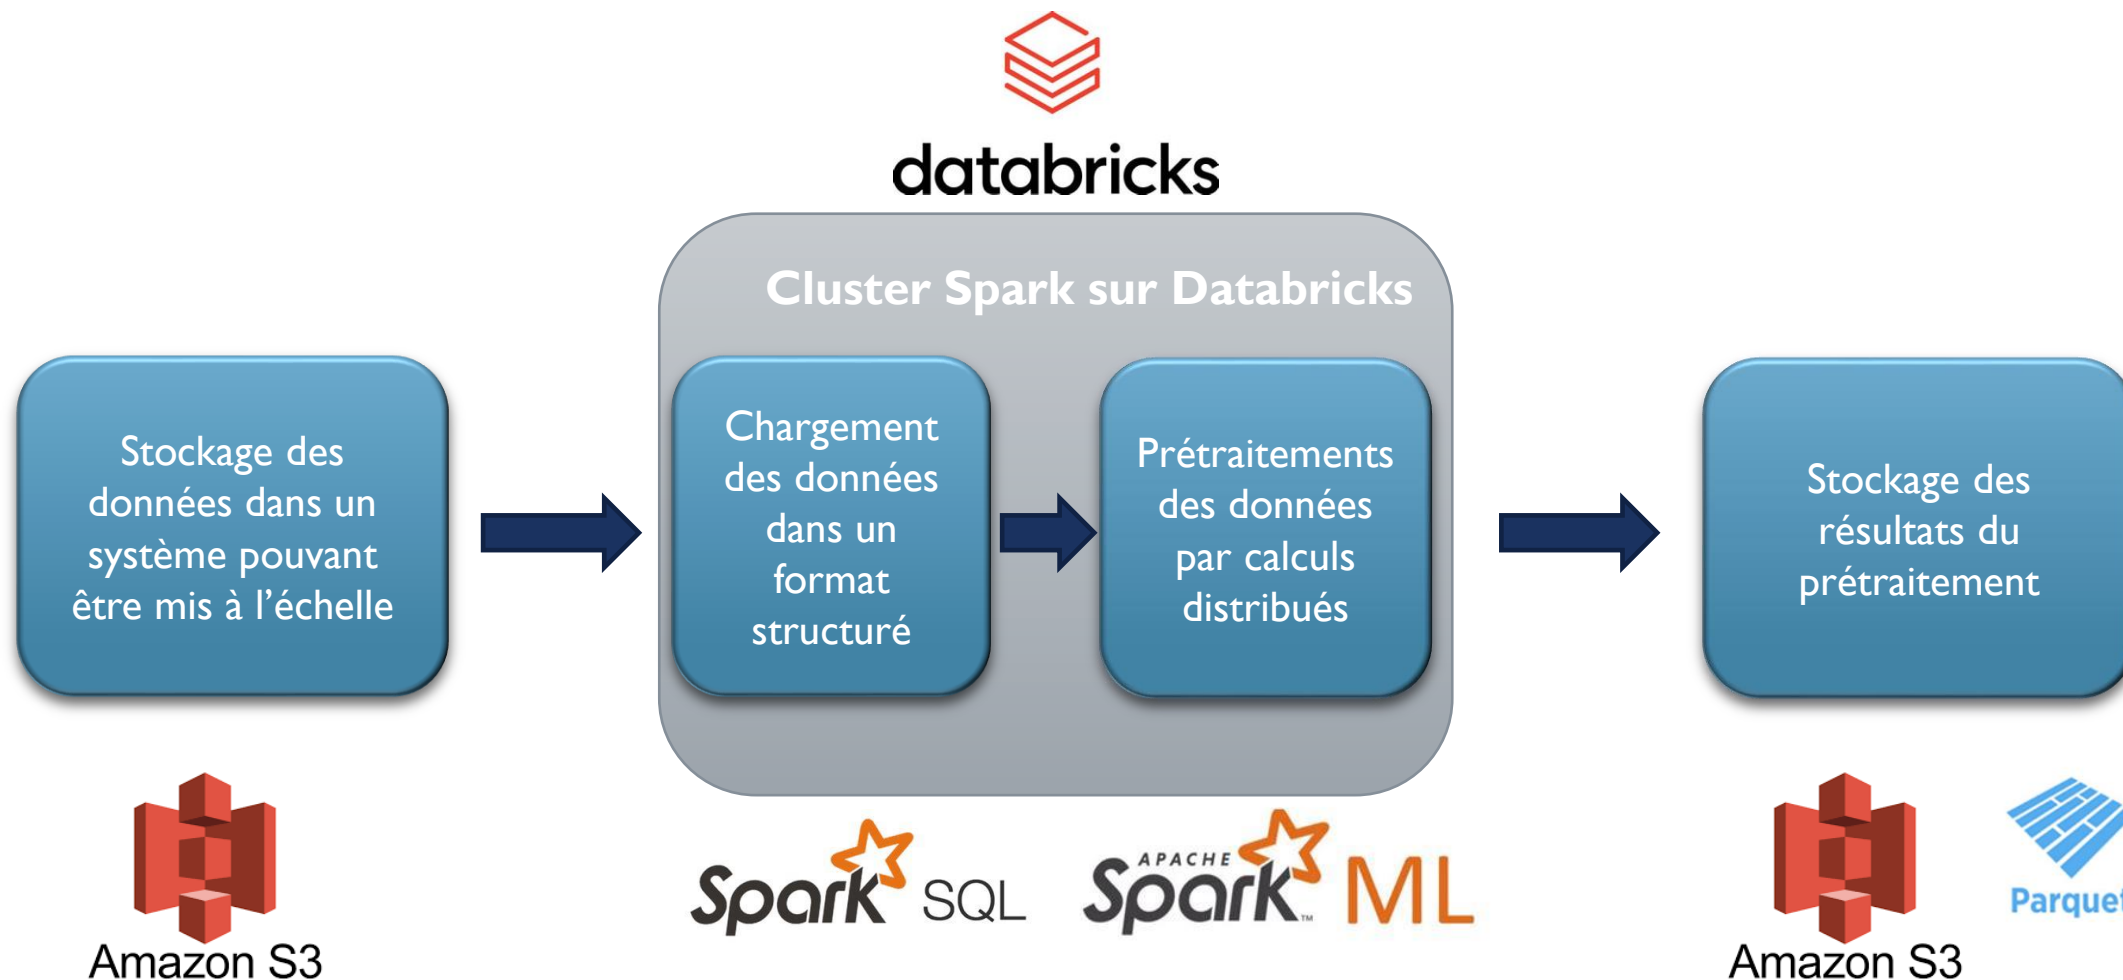 databricks
Cluster Spark sur Databricks
Stockage des
données dans un
système pouvant
être mis à l’échelle
Chargement
des données
dans un
format
structuré
Prétraitements
des données
par calculs
distribués
Stockage des
résultats du
prétraitement
Amazon S3
Spark SQL
APACHE
Spark™ ML
Amazon S3
Parquet